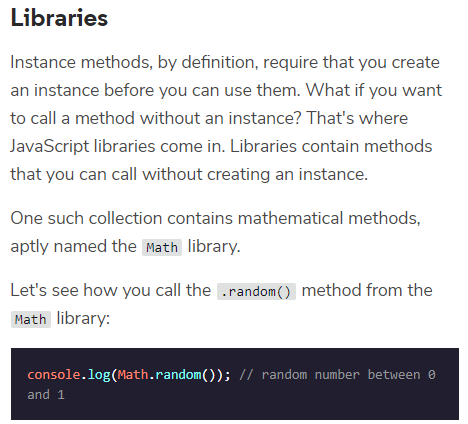 Libraries
Instance methods, by definition, require that you create
an instance before you can use them. What if you want
to call a method without an instance? That's where
JavaScript libraries come in. Libraries contain methods
that you can call without creating an instance.
One such collection contains mathematical methods,
aptly named the Math library.
Let's see how you call the .random() method from the
Math library:
console.log(Math.random()); // random number between 0
and 1